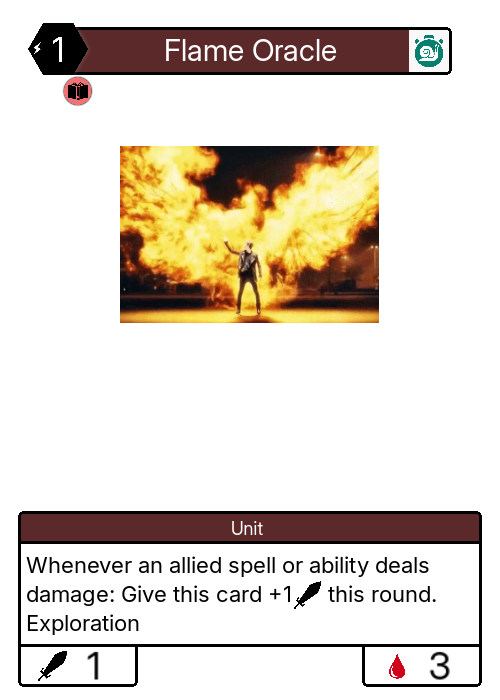 1
Flame Oracle
Unit
Whenever an allied spell or ability deals
damage: Give this card +1 this round.
Exploration
1
3